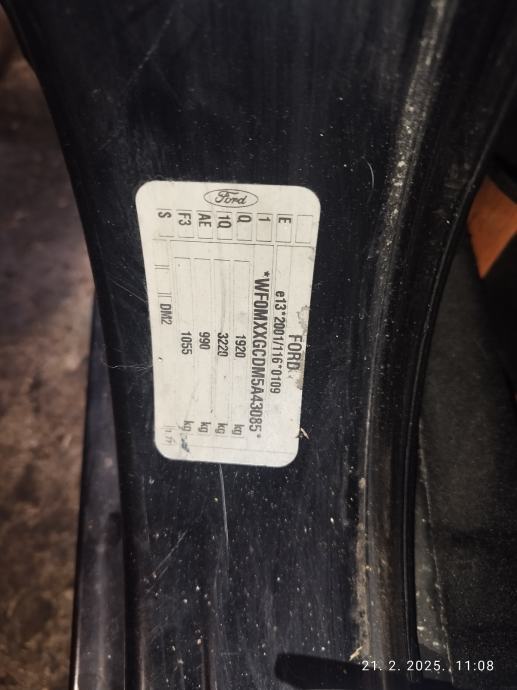 Ford
FORD
E e13*2001/116*0109
1 *WF0MXXGCDM5A43085*
Q 1920 kg
1Q 3220 kg
AE 990 kg
F3 1055 kg
S DM2
21. 2. 2025. 11:08